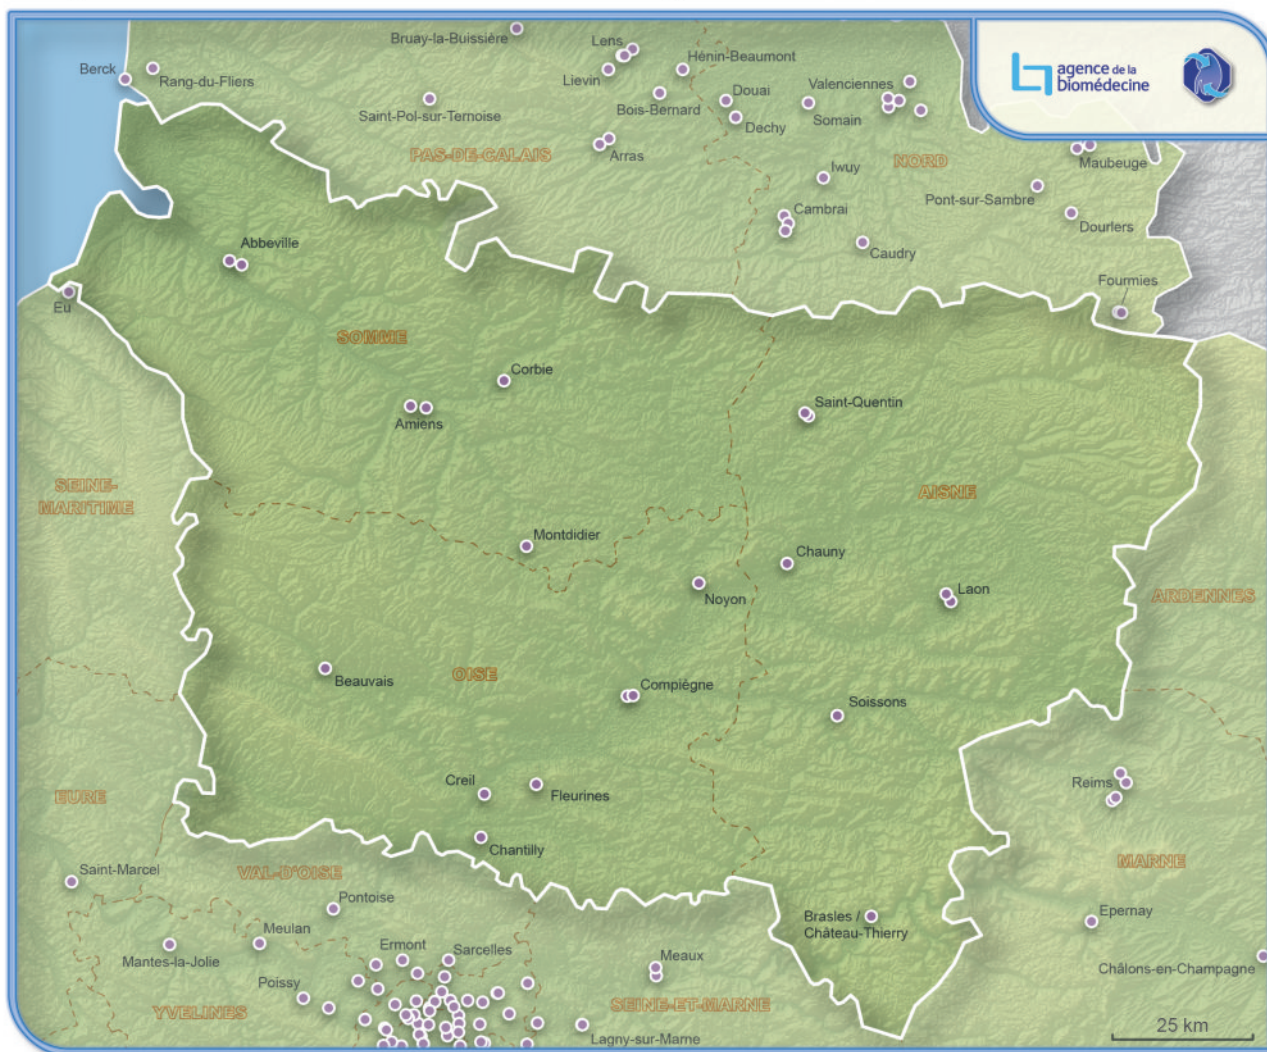 Bruay-la-Buissière
Lens
agence de la
biomédecine
Berck
Rang-du-Fliers
Lievin
Hénin-Beaumont
Valenciennes
Saint-Pol-sur-Ternoise
Bois-Bernard
Douai
Somain
Dechy
PAS-DE-CALAIS
Arras
NORD
Maubeuge
Iwuy
Pont-sur-Sambre
Cambrai
Dourlers
Caudry
Abbeville
Fourmies
Eu
SOMME
Corbie
Saint-Quentin
Amiens
SEINE-
MARITIME
AISNE
Montdidier
Chauny
Noyon
Laon
ARDENNES
Beauvais
OISE
Compiègne
Soissons
Creil
Fleurines
Reims
EURE
Chantilly
MARNE
Saint-Marcel
VAL-D'OISE
Pontoise
Brasles /
Château-Thierry
Epernay
Meulan
Mantes-la-Jolie
Ermont
Sarcelles
Meaux
Châlons-en-Champagne
Poissy
YVELINES
SEINE-ET-MARNE
Lagny-sur-Marne
25 km